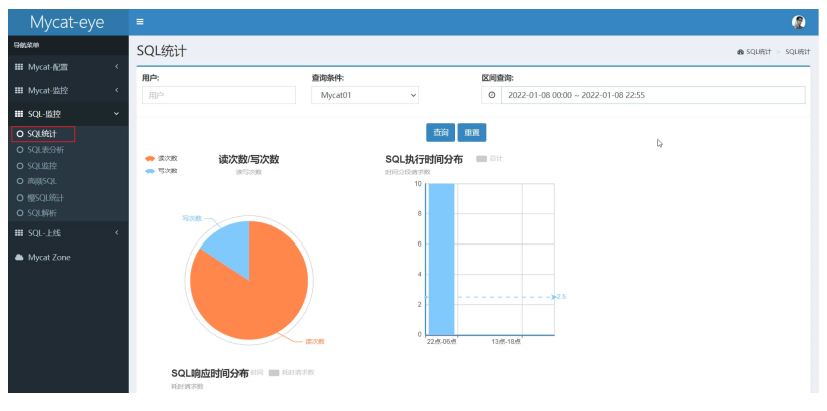 Mycat-eye
导航菜单
Mycat-配置
Mycat-监控
SQL-监控
SQL统计
SQL表分析
SQL监控
高频SQL
慢SQL统计
SQL解析
SQL-上线
Mycat Zone
SQL统计
SQL统计 > SQL统计
用户:
用户
查询条件:
Mycat01
区间查询:
2022-01-08 00:00 ~ 2022-01-08 22:55
查询 重置
读次数
写次数
读次数/写次数
读写次数
写次数
读次数
SQL执行时间分布
总计
时间分段请求数
10
8
6
4
2
0
2.5
22点-06点 13点-18点
SQL响应时间分布
时间 耗时请求数
耗时请求数